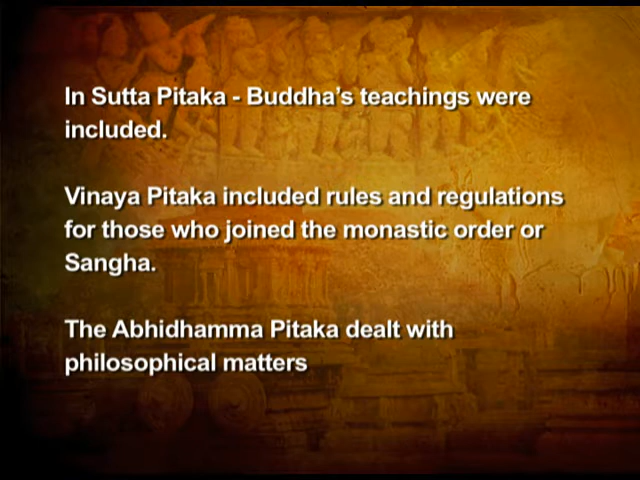 In Sutta Pitaka - Buddha's teachings were
included.
Vinaya Pitaka included rules and regulations
for those who joined the monastic order or
Sangha.
The Abhidhamma Pitaka dealt with
philosophical matters